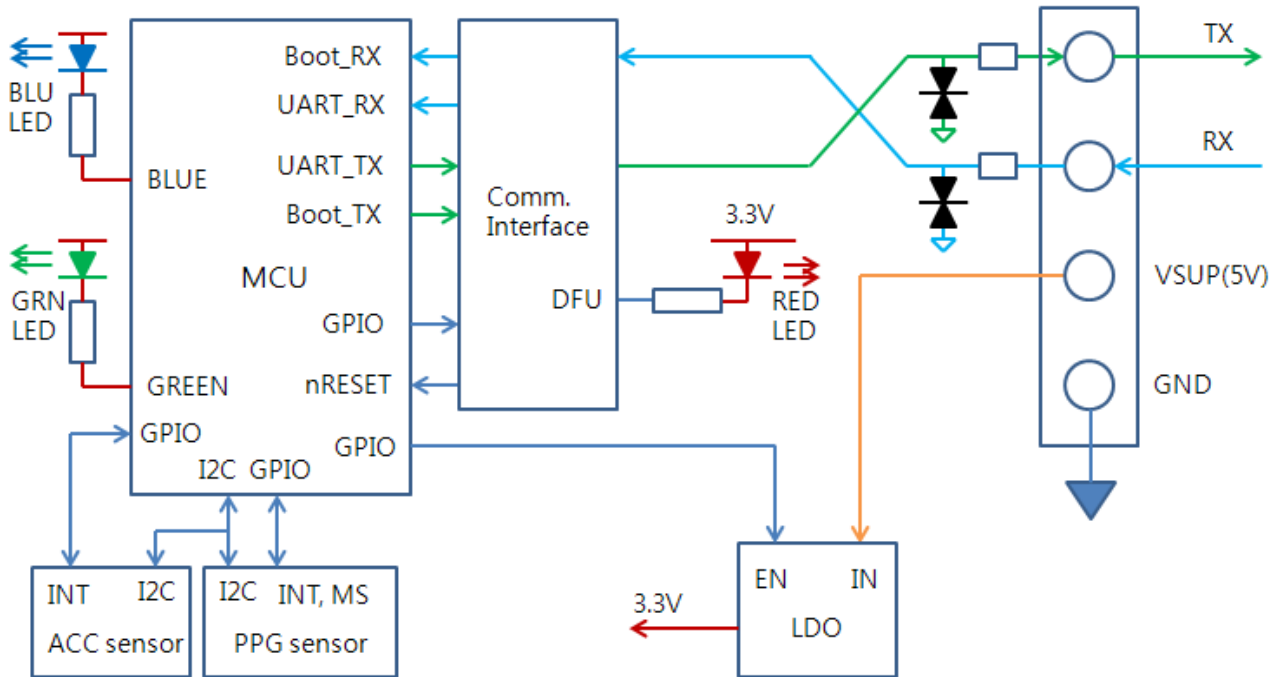 BLU
LED
GRN
LED
BLUE
GREEN
GPIO
MCU
Boot_RX
UART_RX
UART_TX
Boot_TX
GPIO
nRESET
GPIO
I2C GPIO
Comm.
Interface
DFU
3.3V
RED
LED
TX
RX
VSUP(5V)
GND
INT I2C
ACC sensor
I2C INT, MS
PPG sensor
3.3V
EN IN
LDO